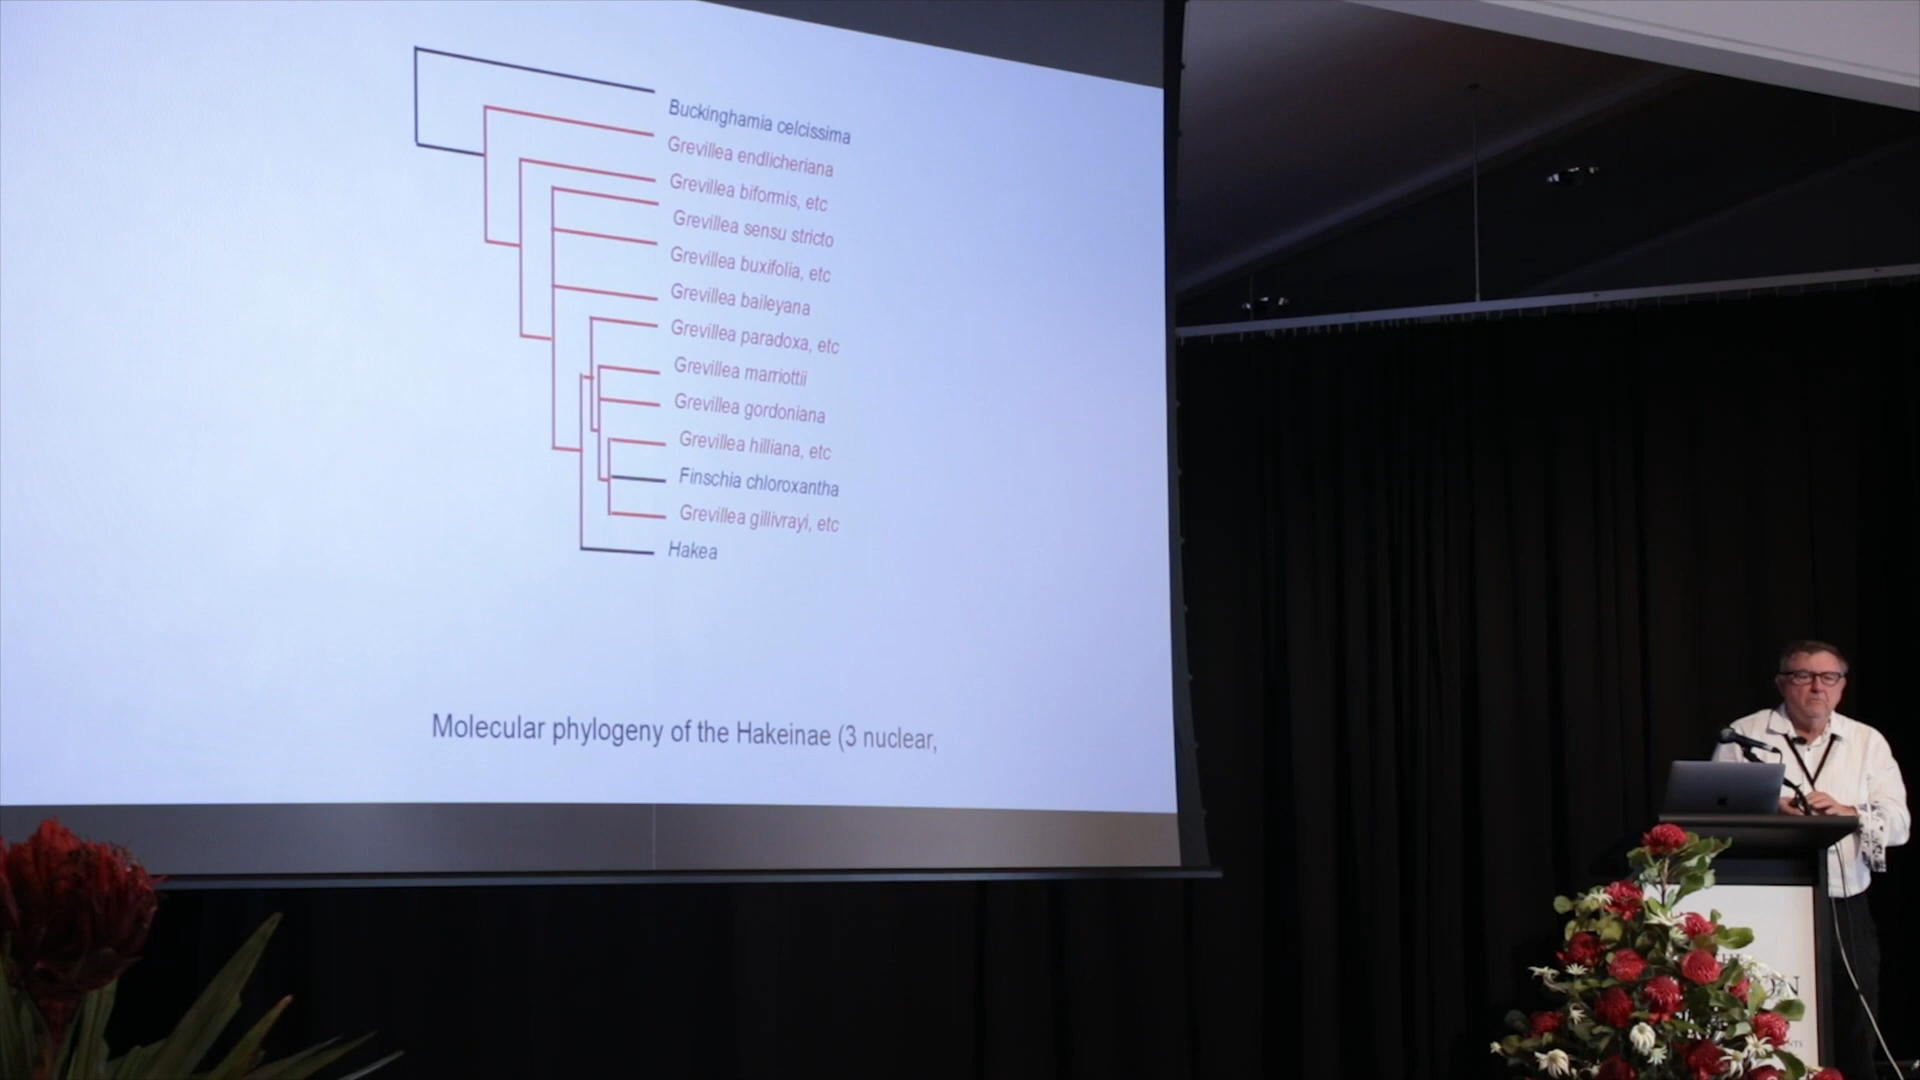 Buckinghamia celcissima
Grevillea endlicheriana
Grevillea biformis, etc
Grevillea sensu stricto
Grevillea buxifolia, etc
Grevillea baileyana
Grevillea paradoxa, etc
Grevillea marriottii
Grevillea gordoniana
Grevillea hilliana, etc
Finschia chloroxantha
Grevillea gillivrayi, etc
Hakea
Molecular phylogeny of the Hakeinae (3 nuclear,